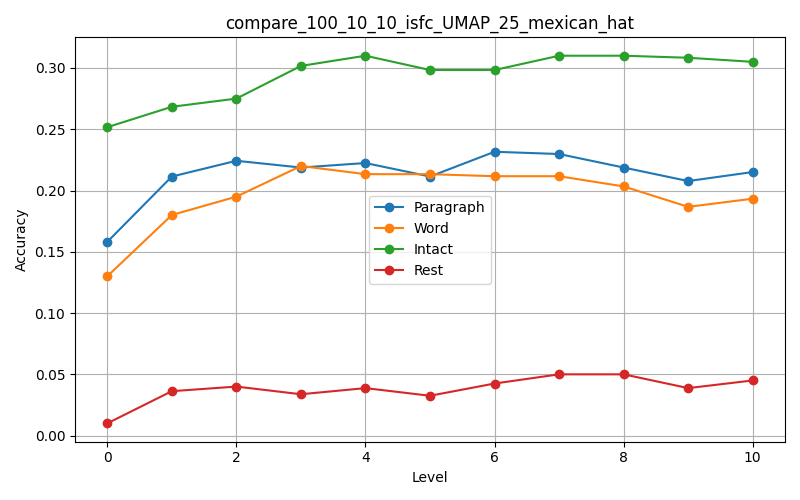 compare_100_10_10_isfc_UMAP_25_mexican_hat
0.30
0.25
0.20
0.15
0.10
0.05
0.00
Accuracy
Paragraph
Word
Intact
Rest
0 2 4 6 8 10
Level